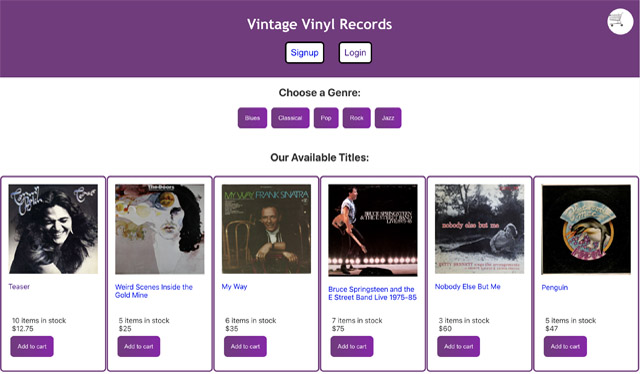 Vintage Vinyl Records
Signup
Login
Choose a Genre:
Blues
Classical
Pop
Rock
Jazz
Our Available Titles:
The Doors
MY WAY FRANK SINATRA
BRUCE SPRINGSTEEN
& THE E STREET BAND
LIVE/1975-85
nobody else but me
Teaser
10 items in stock
$12.75
Add to cart
Weird Scenes Inside the
Gold Mine
5 items in stock
$25
Add to cart
My Way
6 items in stock
$35
Add to cart
Bruce Springsteen and the
E Street Band Live 1975-85
7 items in stock
$75
Add to cart
Nobody Else But Me
3 items in stock
$60
Add to cart
Penguin
5 items in stock
$47
Add to cart